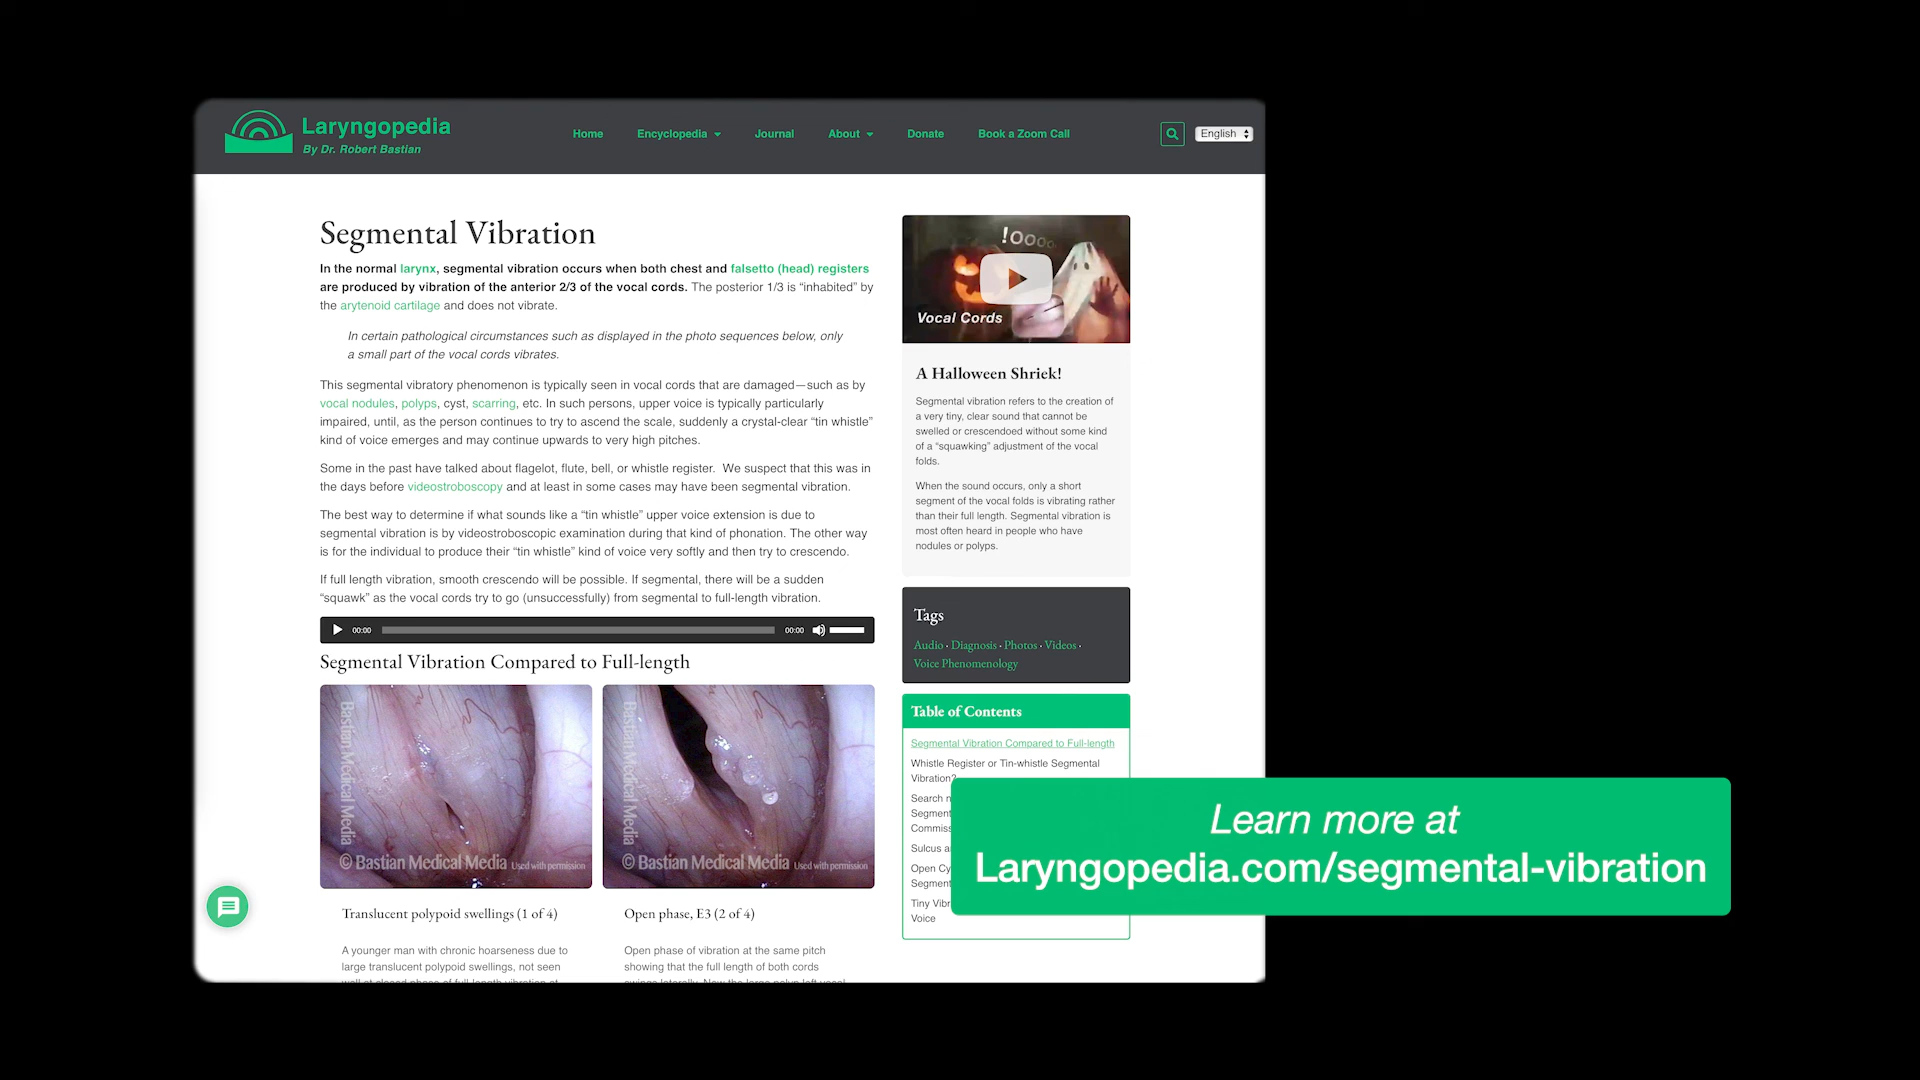 Laryngopedia
By Dr. Robert Bastian
Home
Encyclopedia
Journal
About
Donate
Book a Zoom Call
English
Segmental Vibration
In the normal larynx, segmental vibration occurs when both chest and falsetto (head) registers
are produced by vibration of the anterior 2/3 of the vocal cords. The posterior 1/3 is “inhabited” by
the arytenoid cartilage and does not vibrate.
In certain pathological circumstances such as displayed in the photo sequences below, only
a small part of the vocal cords vibrates.
This segmental vibratory phenomenon is typically seen in vocal cords that are damaged—such as by
vocal nodules, polyps, cyst, scarring, etc. In such persons, upper voice is typically particularly
impaired, until, as the person continues to try to ascend the scale, suddenly a crystal-clear “tin whistle”
kind of voice emerges and may continue upwards to very high pitches.
Some in the past have talked about flagelot, flute, bell, or whistle register. We suspect that this was in
the days before videostroboscopy and at least in some cases may have been segmental vibration.
The best way to determine if what sounds like a “tin whistle” upper voice extension is due to
segmental vibration is by videostroboscopic examination during that kind of phonation. The other way
is for the individual to produce their “tin whistle” kind of voice very softly and then try to crescendo.
If full length vibration, smooth crescendo will be possible. If segmental, there will be a sudden
“squawk” as the vocal cords try to go (unsuccessfully) from segmental to full-length vibration.
00:00
00:00
Segmental Vibration Compared to Full-length
Bastian Medical Media
© Bastian Medical Media Used with permission
Bastian Medical Media
© Bastian Medical Media Used with permission
Translucent polypoid swellings (1 of 4)
A younger man with chronic hoarseness due to
large translucent polypoid swellings, not seen
Open phase, E3 (2 of 4)
Open phase of vibration at the same pitch
showing that the full length of both cords
!Oooo
Vocal Cords
A Halloween Shriek!
Segmental vibration refers to the creation of
a very tiny, clear sound that cannot be
swelled or crescendoed without some kind
of a “squawking” adjustment of the vocal
folds.
When the sound occurs, only a short
segment of the vocal folds is vibrating rather
than their full length. Segmental vibration is
most often heard in people who have
nodules or polyps.
Tags
Audio · Diagnosis · Photos · Videos ·
Voice Phenomenology
Table of Contents
Segmental Vibration Compared to Full-length
Whistle Register or Tin-whistle Segmental
Vibration?
Search
Sulcus
Open
Tiny
Voice
Learn more at
Laryngopedia.com/segmental-vibration